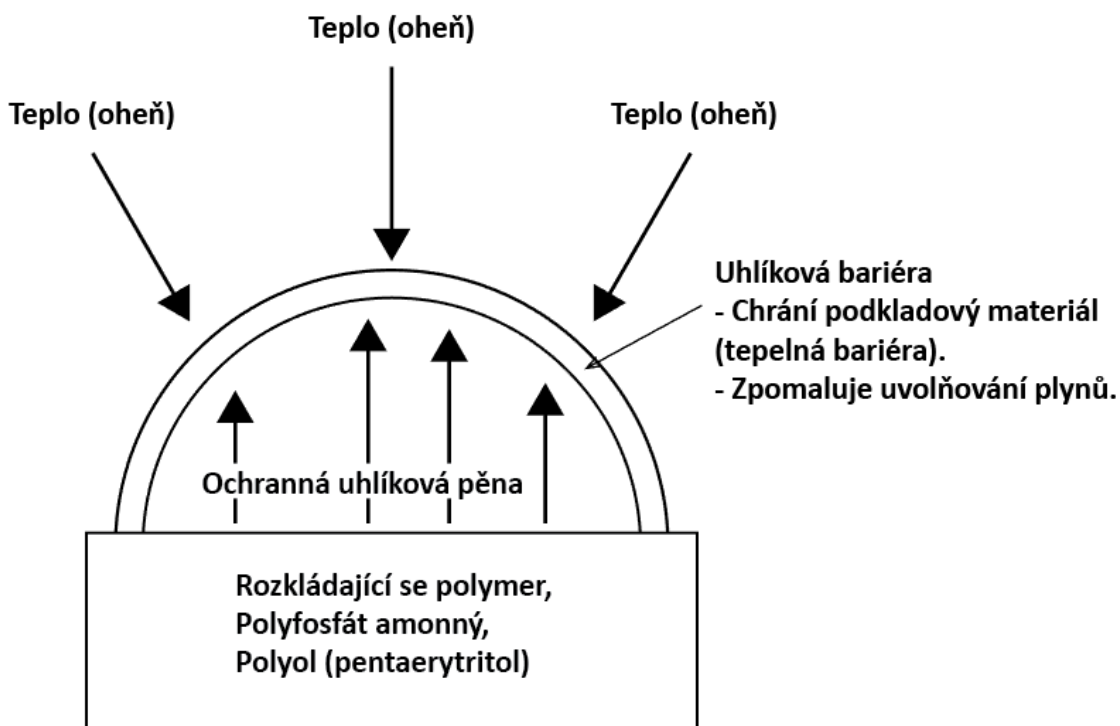 Teplo (oheň)
Teplo (oheň)
Teplo (oheň)
Uhlíková bariéra
- Chrání podkladový materiál
(tepelná bariéra).
- Zpomaluje uvolňování plynů.
Ochranná uhlíková pěna
Rozkládající se polymer,
Polyfosfát amonný,
Polyol (pentaerytritol)